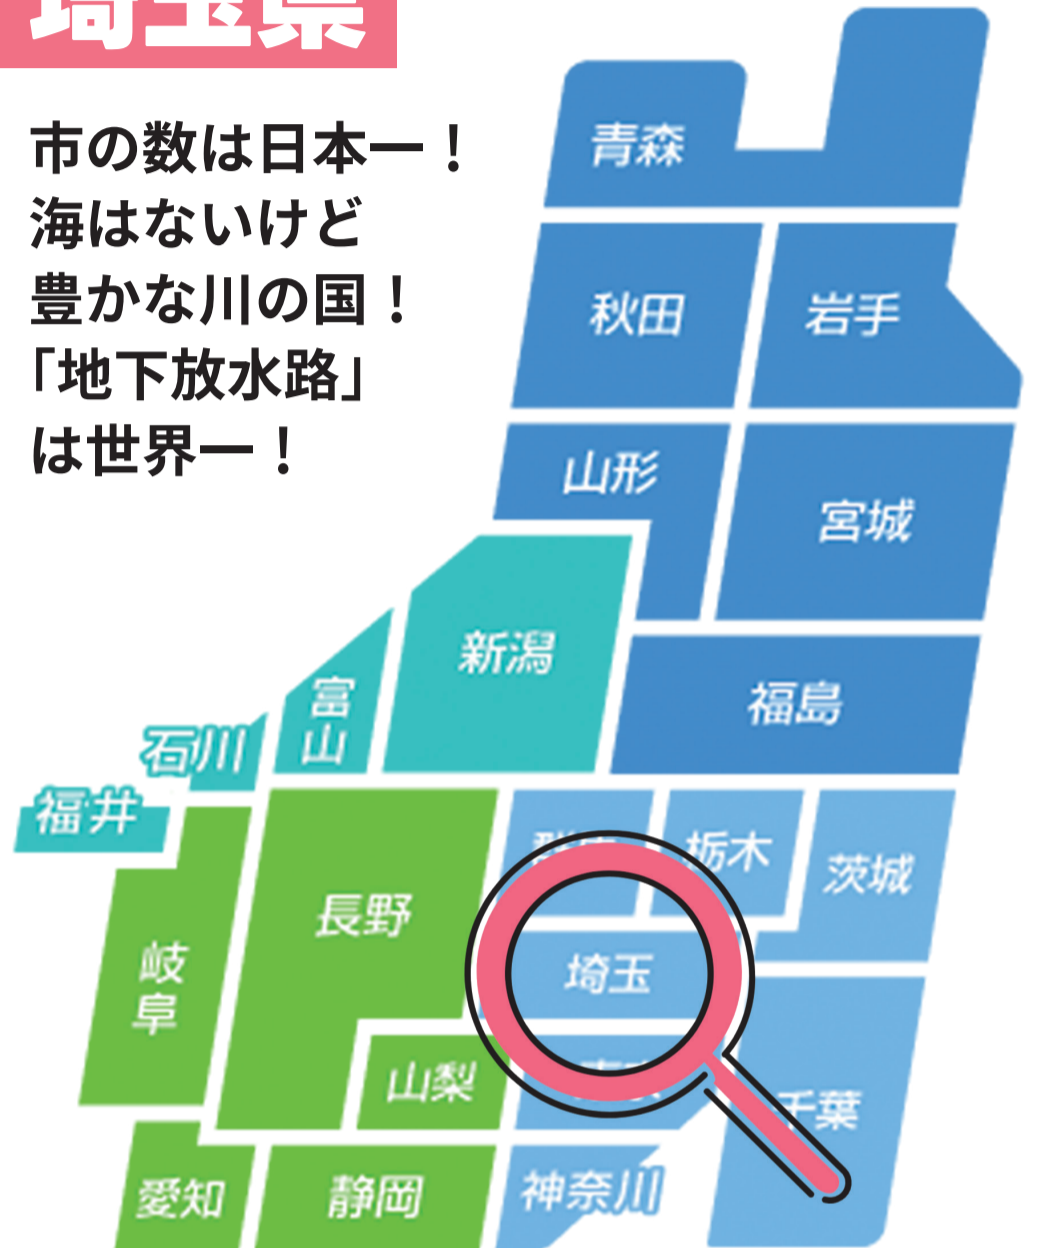 埼玉県
市の数は日本一！
海はないけど
豊かな川の国！
「地下放水路」
は世界一！
青森
秋田
岩手
山形
宮城
新潟
富山
福島
石川
福井
栃木
茨城
長野
岐阜
埼玉
山梨
千葉
愛知
静岡
神奈川